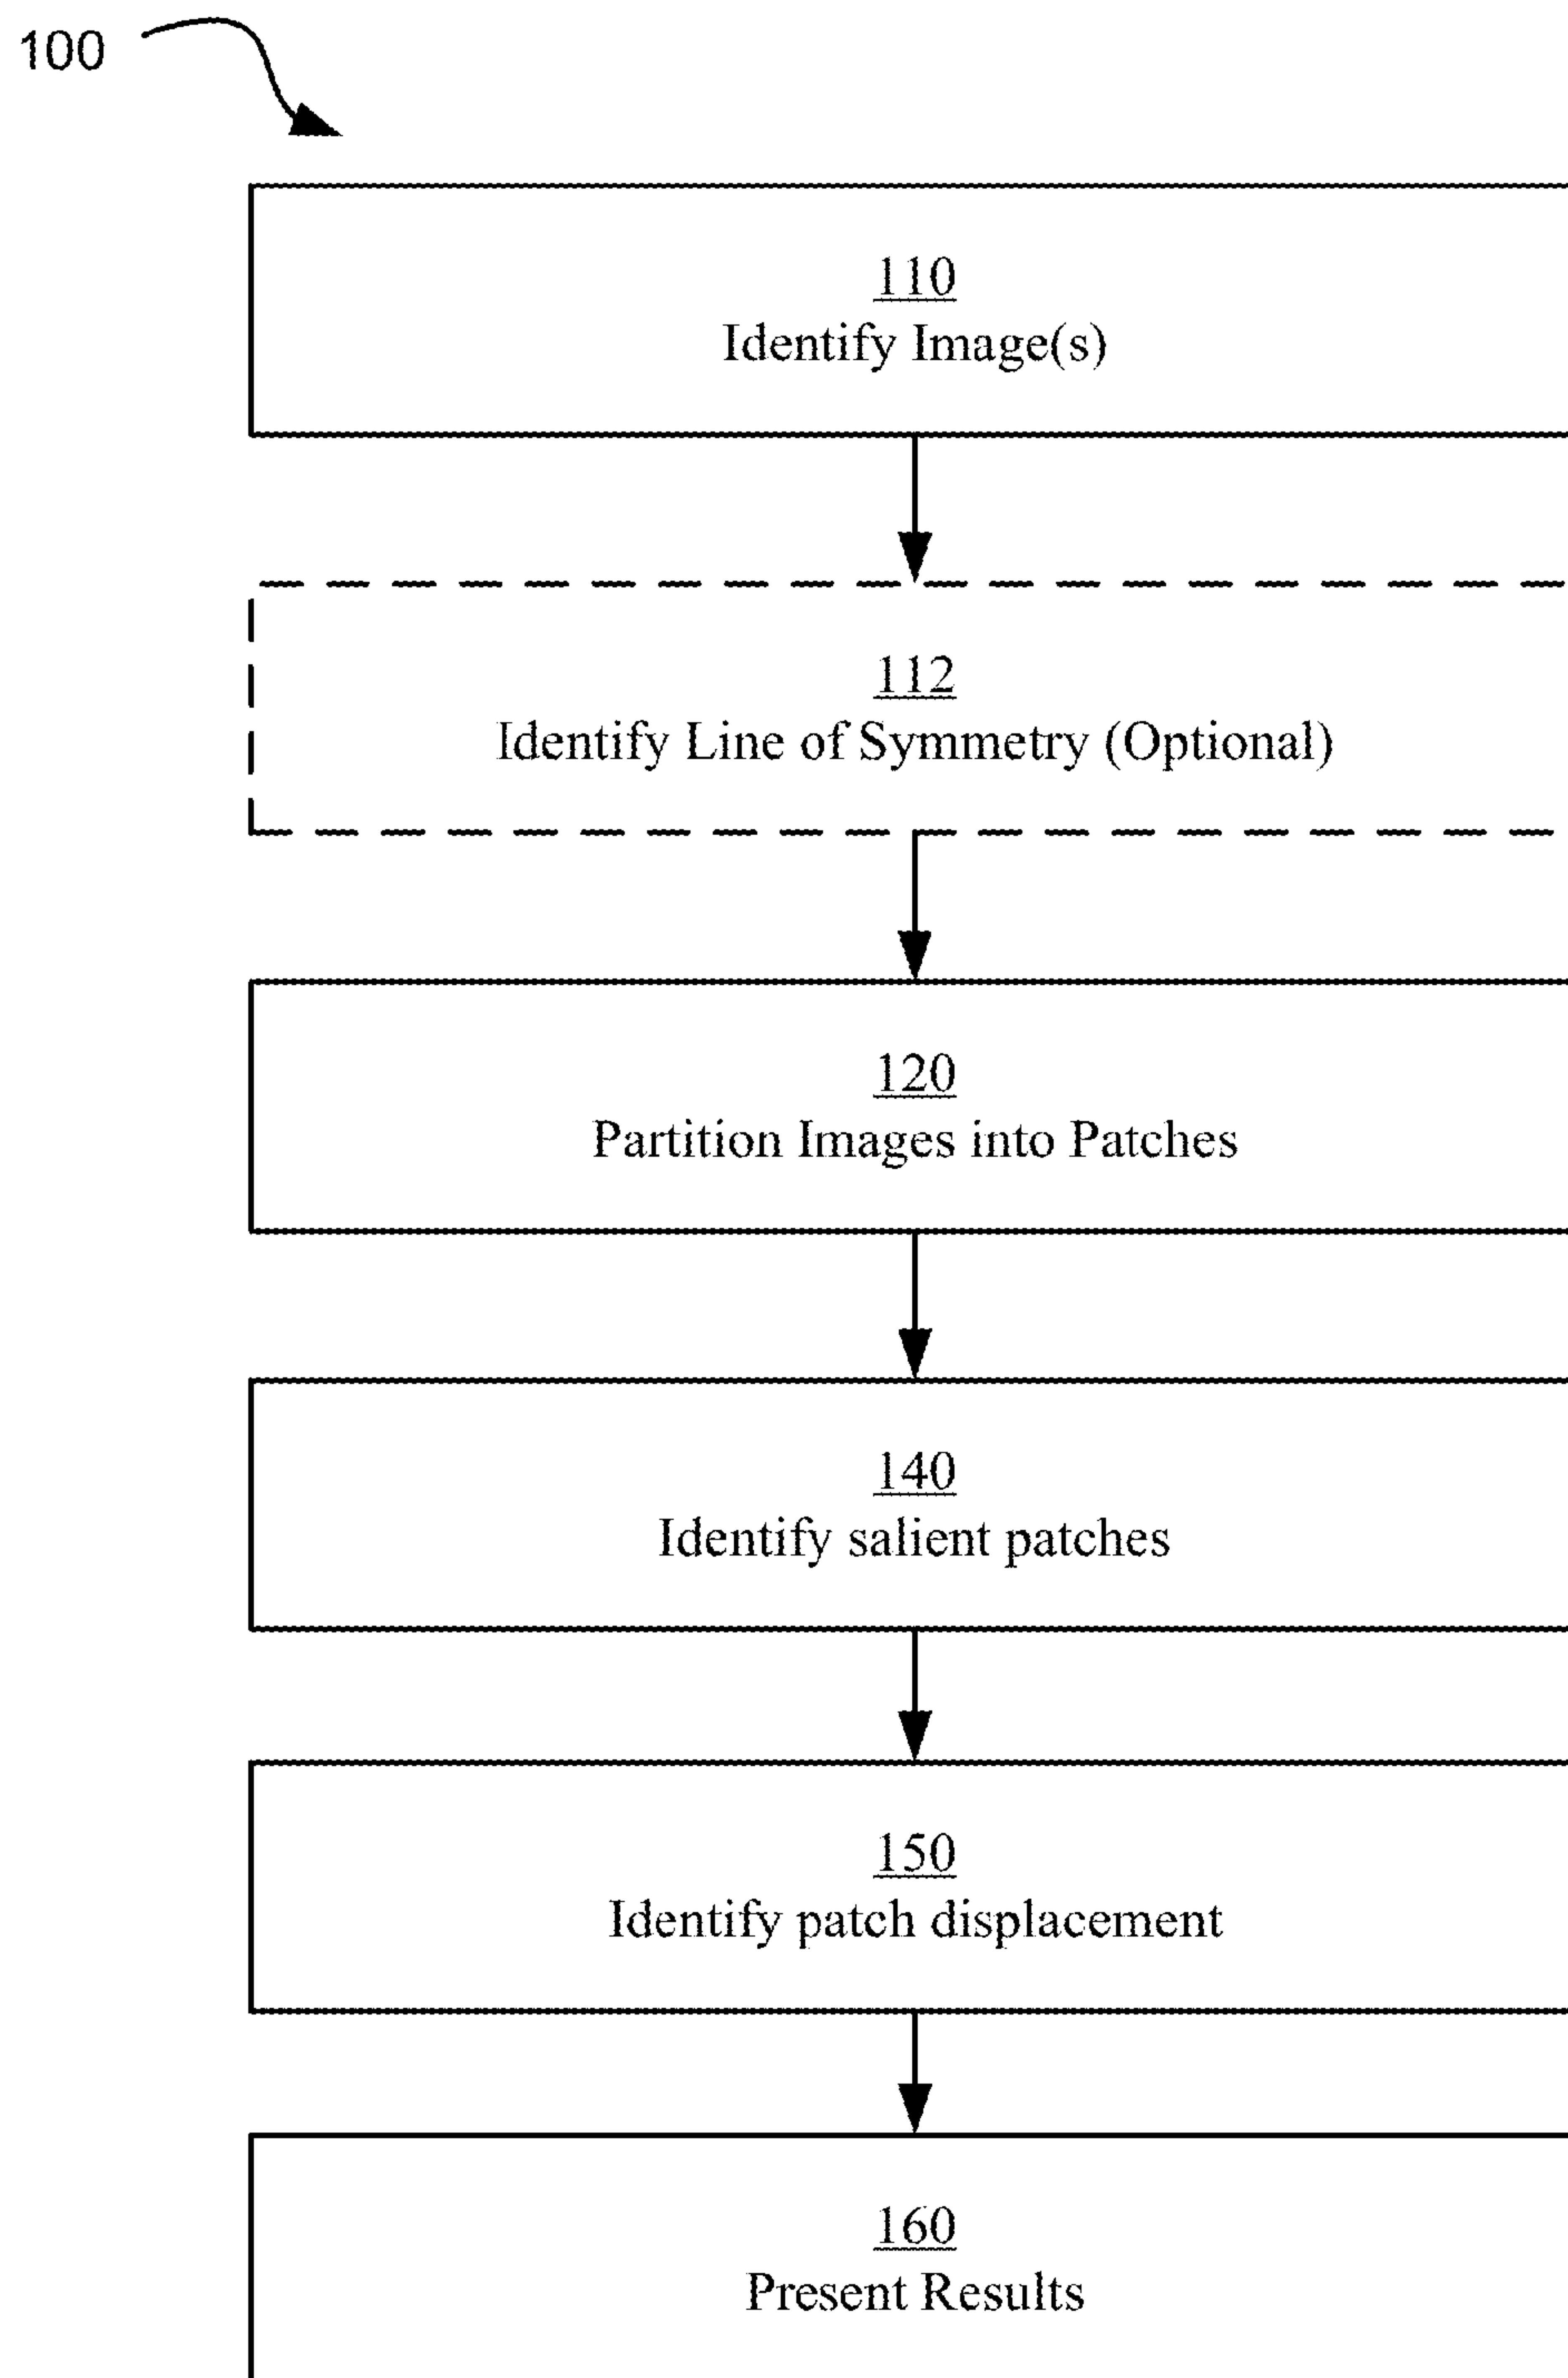 100
110
Identify Image(s)
112
Identify Line of Symmetry (Optional)
120
Partition Images into Patches
140
Identify salient patches
150
Identify patch displacement
160
Present Results